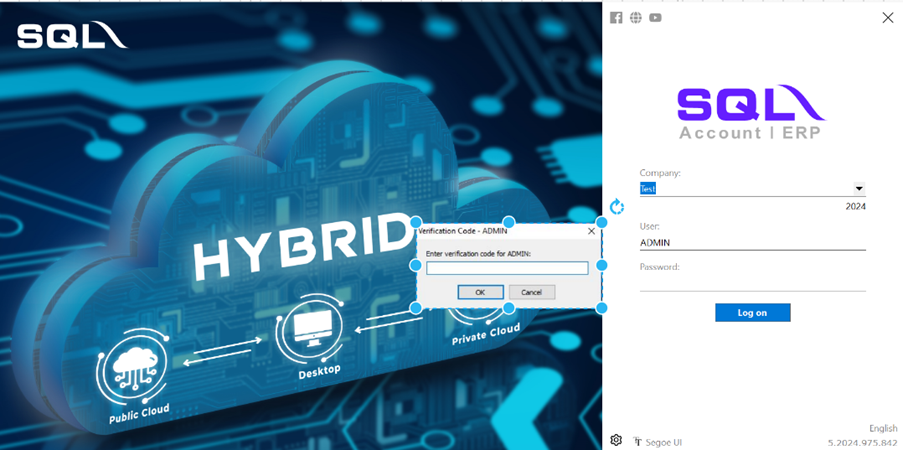 SQL
HYBRID
Public Cloud
Desktop
Private Cloud
Verification Code - ADMIN
Enter verification code for ADMIN:
OK
Cancel
SQL
Account | ERP
Company:
Test
2024
User:
ADMIN
Password:
Log on
English
Segoe UI
5.2024.975.842